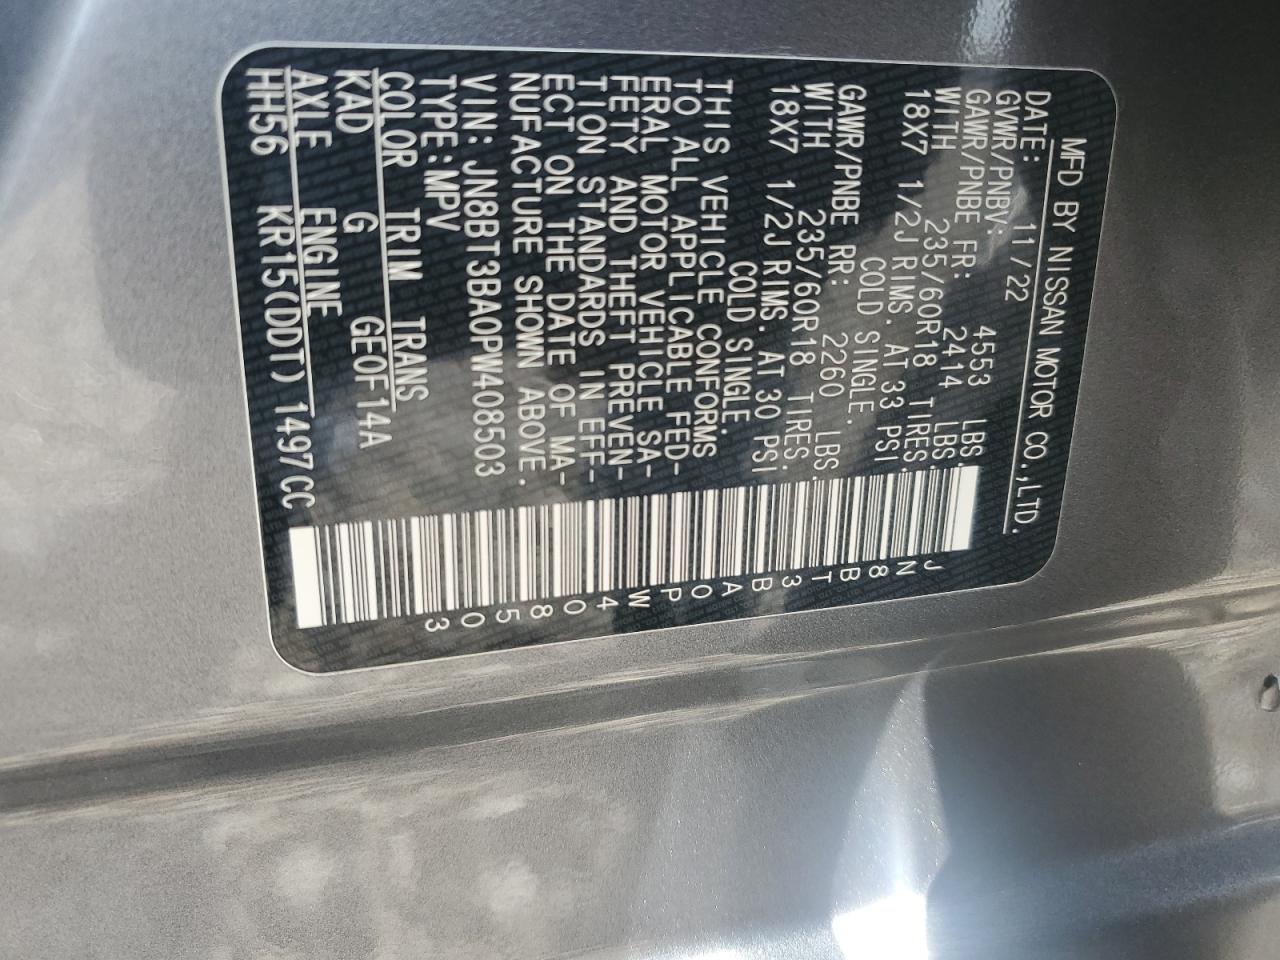 MFD BY NISSAN MOTOR CO.,LTD.
DATE: 11/22
GVWR/PNBV: 4553 LBS.
GAWR/PNBE FR: 2414 LBS.
WITH 235/60R18 TIRES.
18X7 1/2J RIMS. AT 33 PSI
COLD SINGLE.
GAWR/PNBE RR: 2260 LBS.
WITH 235/60R18 TIRES.
18X7 1/2J RIMS. AT 30 PSI
COLD SINGLE.
THIS VEHICLE CONFORMS
TO ALL APPLICABLE FED-
ERAL MOTOR VEHICLE SA-
FETY AND THEFT PREVEN-
TION STANDARDS IN EFF-
ECT ON THE DATE OF MA-
NUFACTURE SHOWN ABOVE.
VIN: JN8BT3BA0PW408503
TYPE:MPV
COLOR TRIM TRANS
KAD G GE0F14A
AXLE ENGINE
HH56 KR15(DDT) 1497CC
JN8BT3BA0PW408503